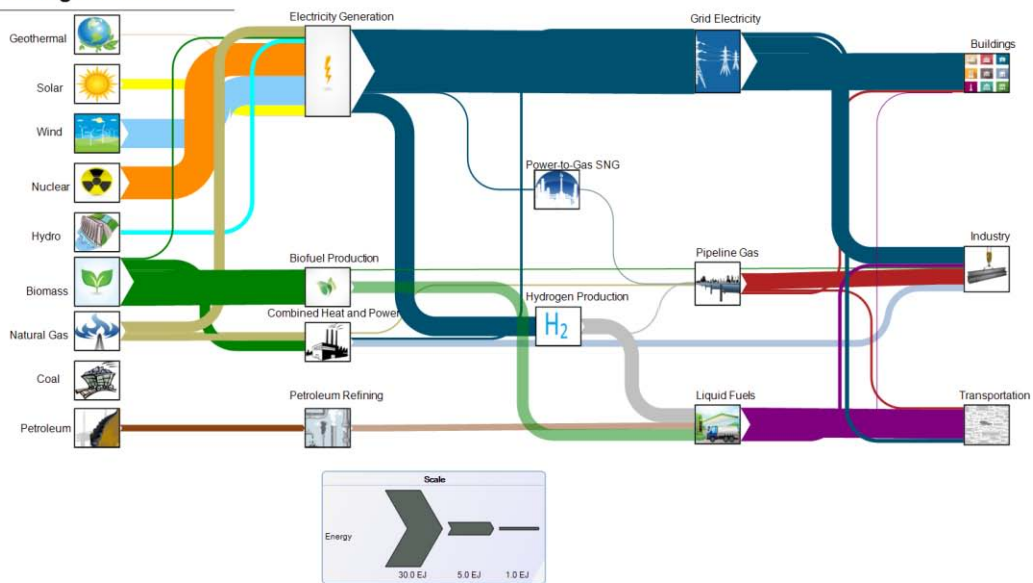 Electricity Generation
Grid Electricity
Geothermal
Buildings
Solar
Wind
Power-to-Gas SNG
Nuclear
Hydro
Industry
Biofuel Production
Pipeline Gas
Biomass
Hydrogen Production
H2
Combined Heat and Power
Natural Gas
Coal
Petroleum Refining
Liquid Fuels
Transportation
Petroleum
Scale
Energy
30.0 EJ
5.0 EJ
1.0 EJ